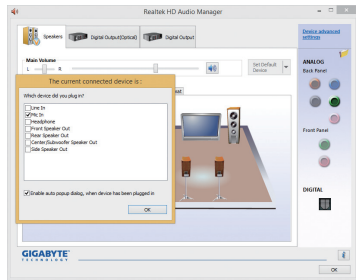 Realtek HD Audio Manager
Speakers
Digital Output(Optical)
Digital Output
Device advanced
settings
Main Volume
L
R
Set Default
Device
ANALOG
Back Panel
The current connected device is :
Which device did you plug in?
Line In
Mic In
Headphone
Front Speaker Out
Rear Speaker Out
Center/Subwoofer Speaker Out
Side Speaker Out
Front Panel
Enable auto popup dialog, when device has been plugged in
OK
DIGITAL
GIGABYTE
TECHNOLOGY
OK